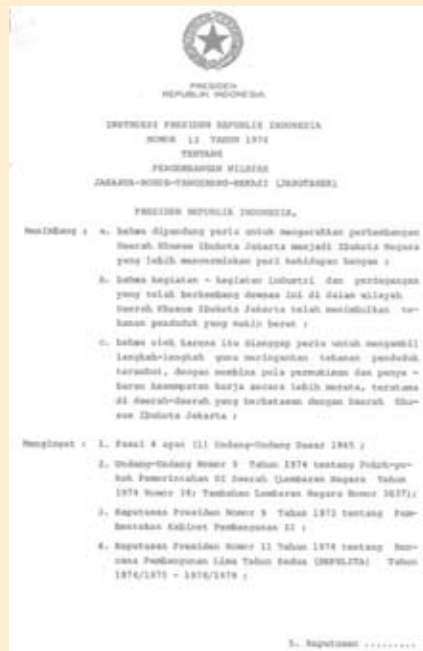 PRESIDEN
REPUBLIK INDONESIA
INSTRUKSI PRESIDEN REPUBLIK INDONESIA
NOMOR 13 TAHUN 1976
TENTANG
PENGEMBANGAN WILAYAH
JAKARTA-BOGOR-TANGERANG-BEKASI (JABOTABEK)
PRESIDEN REPUBLIK INDONESIA,
Menimbang : a. bahwa dipandang perlu untuk mengarahkan perkembangan
Daerah Khusus Ibukota Jakarta menjadi Ibukota Negara
yang lebih mencerminkan peri kehidupan bangsa ;
b. bahwa kegiatan - kegiatan industri dan perdagangan
yang telah berkembang dewasa ini di dalam wilayah
Daerah Khusus Ibukota Jakarta telah menimbulkan te-
kanan penduduk yang makin berat ;
c. bahwa oleh karena itu dianggap perlu untuk mengambil
langkah-langkah guna meringankan tekanan penduduk
tersebut, dengan membina pola permukiman dan penye -
baran kesempatan kerja secara lebih merata, terutama
di daerah-daerah yang berbatasan dengan Daerah Khu-
sus Ibukota Jakarta ;
Mengingat : 1. Pasal 4 ayat (1) Undang-Undang Dasar 1945 ;
2. Undang-Undang Nomor 5 Tahun 1974 tentang Pokok-po-
kok Pemerintahan Di Daerah (Lembaran Negara Tahun
1974 Nomor 38; Tambahan Lembaran Negara Nomor 3037);
3. Keputusan Presiden Nomor 9 Tahun 1973 tentang Pem-
bentukan Kabinet Pembangunan II ;
4. Keputusan Presiden Nomor 11 Tahun 1974 tentang Ren-
cana Pembangunan Lima Tahun Kedua (REPELITA) Tahun
1974/1975 - 1978/1979 ;
5. Keputusan .........